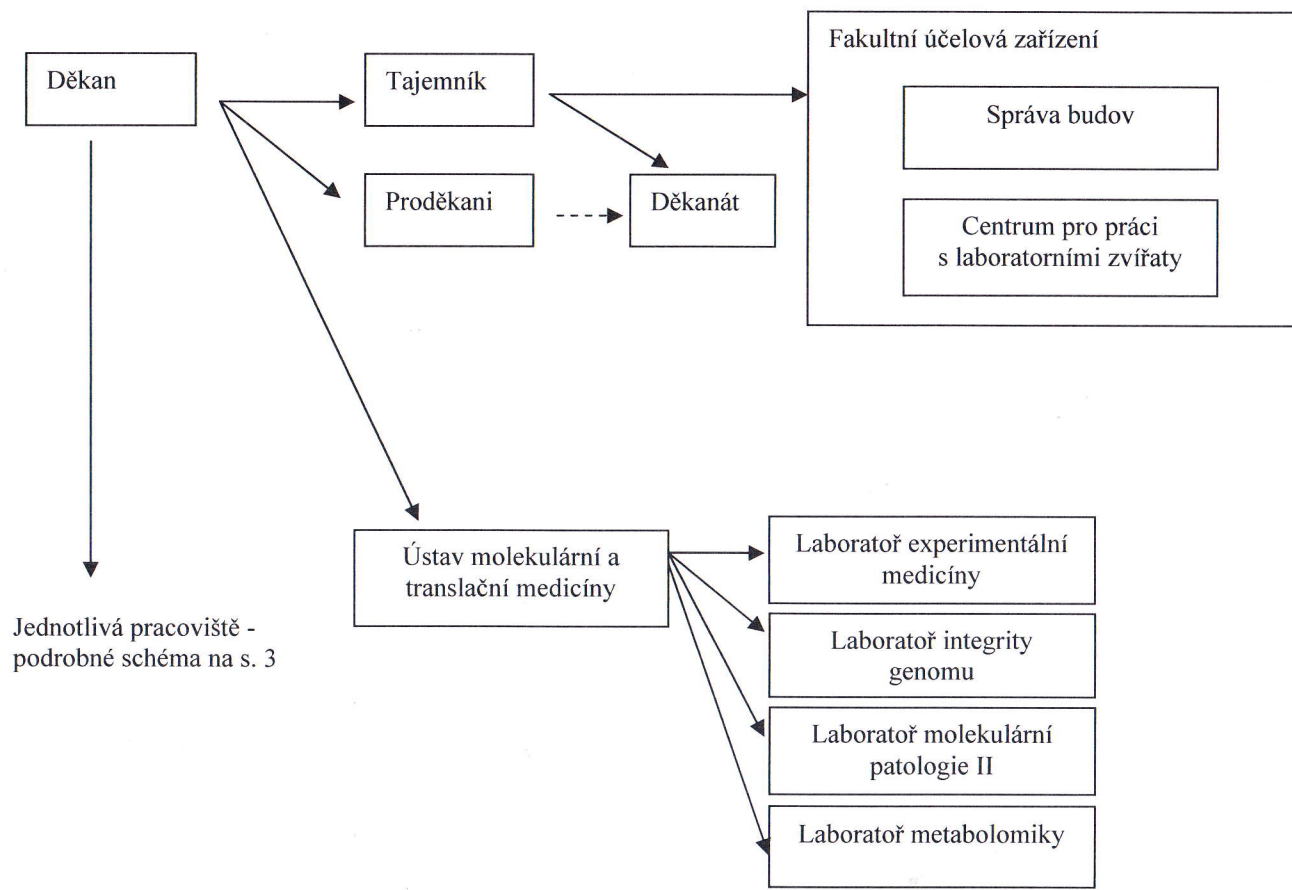 Děkan
Tajemník
Proděkani
Děkanát
Fakultní účelová zařízení
Správa budov
Centrum pro práci
s laboratorními zvířaty
Ústav molekulární a
translační medicíny
Laboratoř experimentální
medicíny
Laboratoř integrity
genomu
Laboratoř molekulární
patologie II
Laboratoř metabolomiky
Jednotlivá pracoviště -
podrobné schéma na s. 3